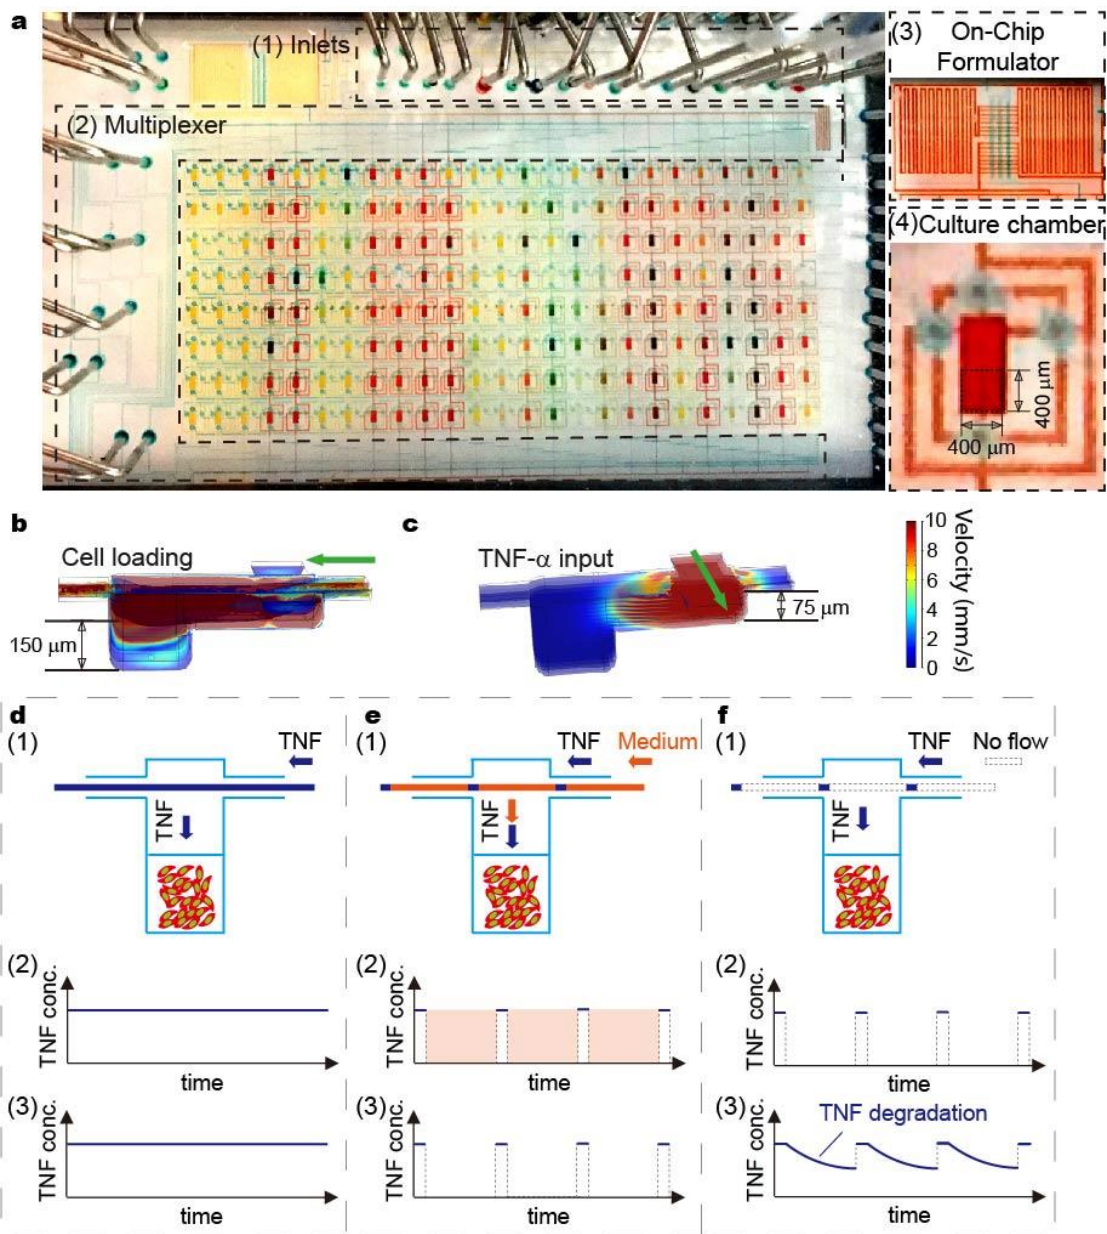 a
(1) Inlets
(2) Multiplexer
(3) On-Chip
Formulator
(4)Culture chamber
400 µm
400 µm
b
Cell loading
150 µm
c
TNF-α input
75 µm
10
8
6
4
2
0
Velocity (mm/s)
d
(1)
TNF
TNF
(2)
TNF conc.
time
(3)
TNF conc.
time
e
(1)
TNF
Medium
TNF
(2)
TNF conc.
time
(3)
TNF conc.
time
f
(1)
TNF
No flow
TNF
(2)
TNF conc.
time
(3)
TNF conc.
TNF degradation
time